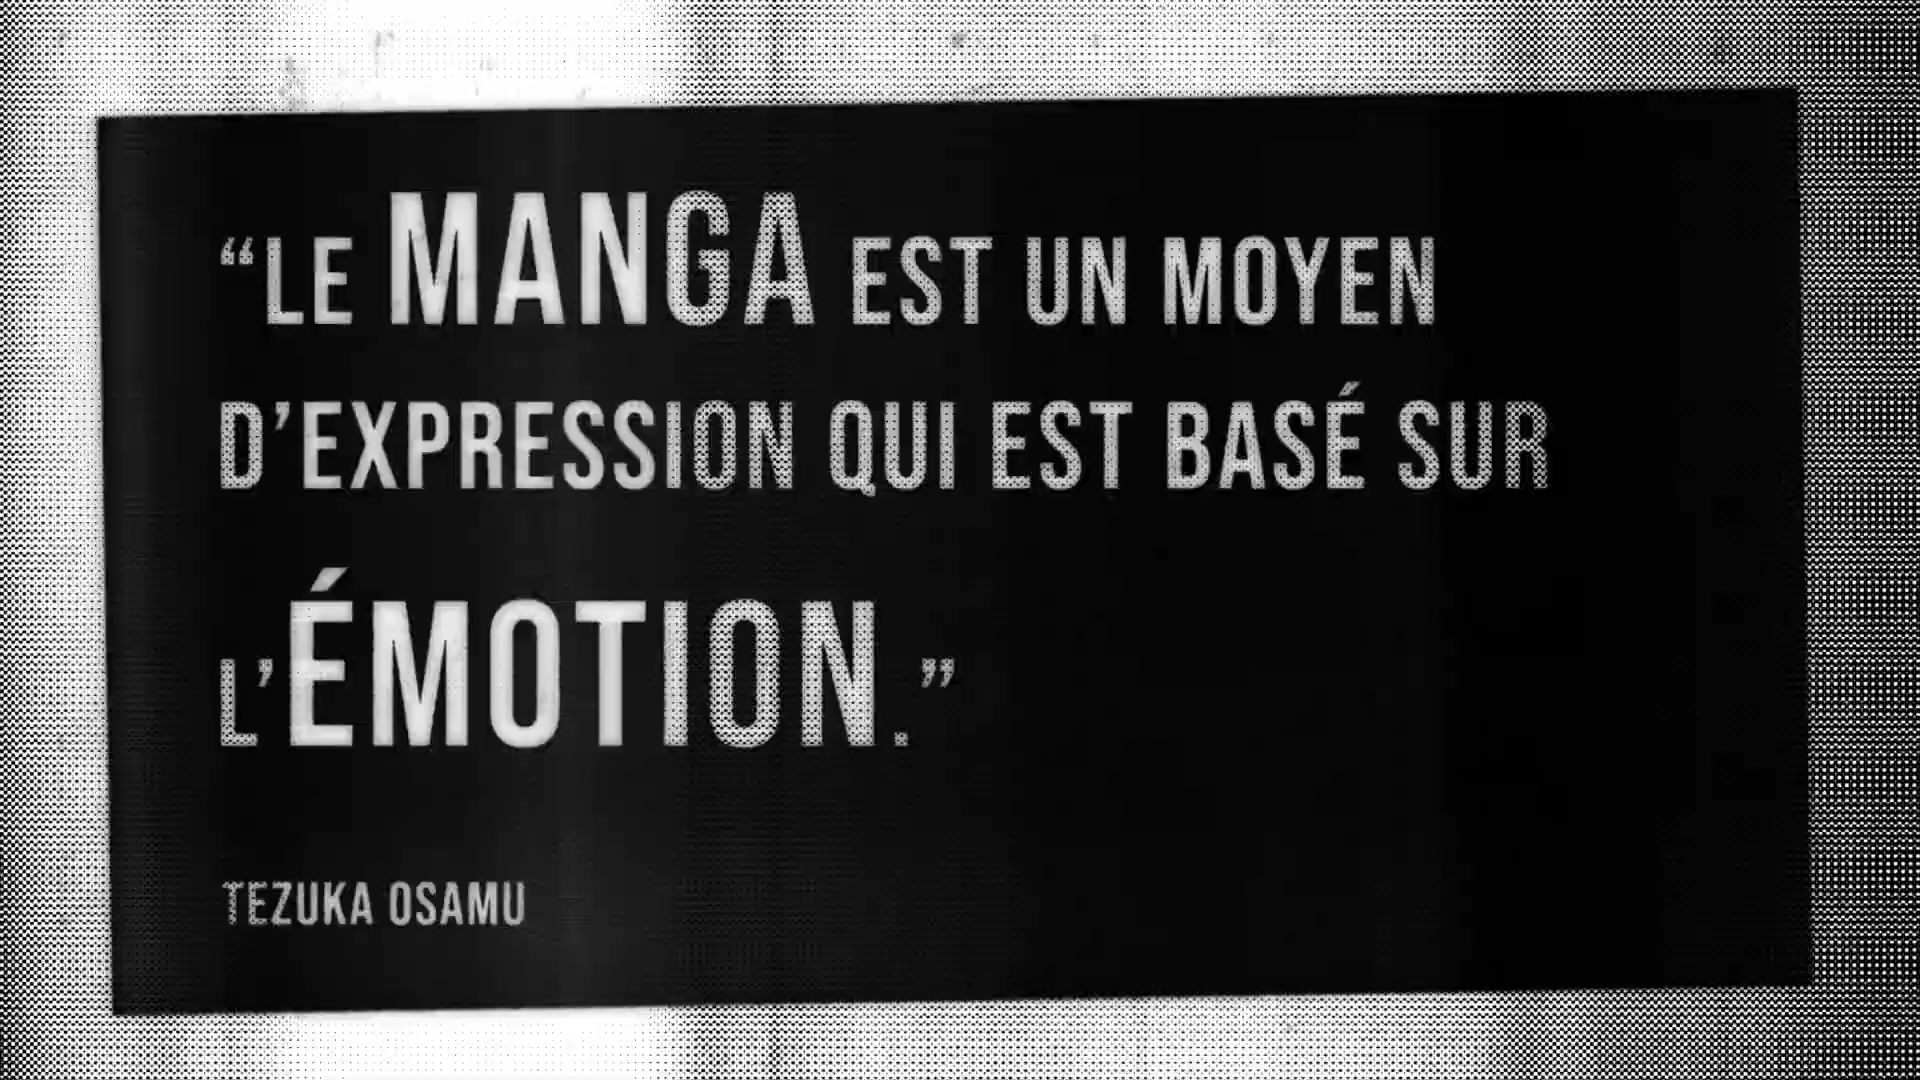 “LE MANGA EST UN MOYEN
D’EXPRESSION QUI EST BASÉ SUR
L’ÉMOTION.”
TEZUKA OSAMU